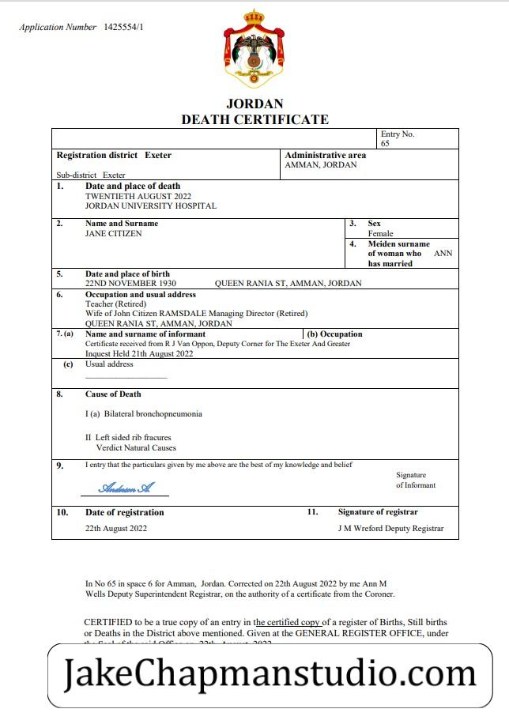 Application Number 1425554/1
JORDAN
DEATH CERTIFICATE
Entry No.
65
Registration district Exeter
Administrative area
AMMAN, JORDAN
Sub-district Exeter
1. Date and place of death
TWENTIETH AUGUST 2022
JORDAN UNIVERSITY HOSPITAL
2. Name and Surname
JANE CITIZEN
3. Sex
Female
4. Meiden surname
of woman who ANN
has married
5. Date and place of birth
22ND NOVEMBER 1930 QUEEN RANIA ST, AMMAN, JORDAN
6. Occupation and usual address
Teacher (Retired)
Wife of John Citizen RAMSDALE Managing Director (Retired)
QUEEN RANIA ST, AMMAN, JORDAN
7. (a) Name and surname of informant (b) Occupation
Certificate received from R J Van Oppon, Deputy Corner for The Exeter And Greater
Inquest Held 21th August 2022
(c) Usual address
8. Cause of Death
I (a) Bilateral bronchopneumonia
II Left sided rib fracures
Verdict Natural Causes
9. I entry that the particulars given by me above are the best of my knowledge and belief
Signature
of Informant
Andrson A
10. Date of registration 11. Signature of registrar
22th August 2022 J M Wreford Deputy Registrar
In No 65 in space 6 for Amman, Jordan. Corrected on 22th August 2022 by me Ann M
Wells Deputy Superintendent Registrar, on the authority of a certificate from the Coroner.
CERTIFIED to be a true copy of an entry in the certified copy of a register of Births, Still births
or Deaths in the District above mentioned. Given at the GENERAL REGISTER OFFICE, under
JakeChapmanstudio.com